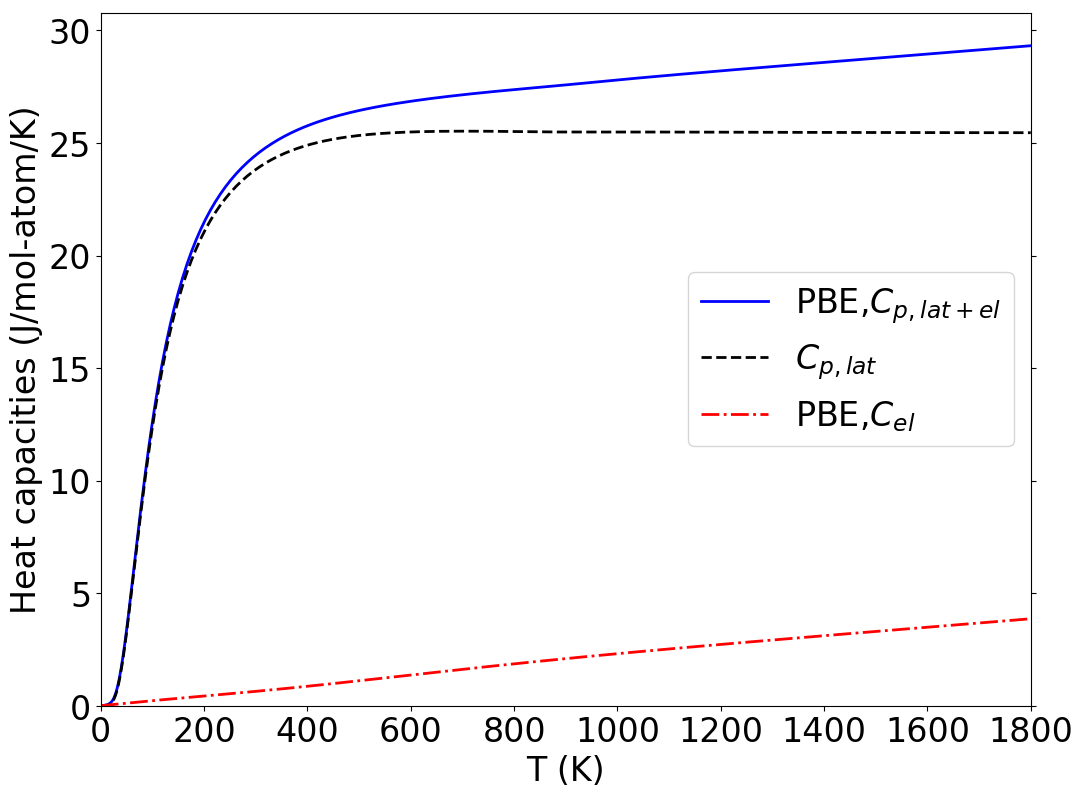 Heat capacities (J/mol-atom/K)
30
25
20
15
10
5
0
PBE,C_{p, lat+el}
C_{p, lat}
PBE,C_{el}
0 200 400 600 800 1000 1200 1400 1600 1800
T (K)